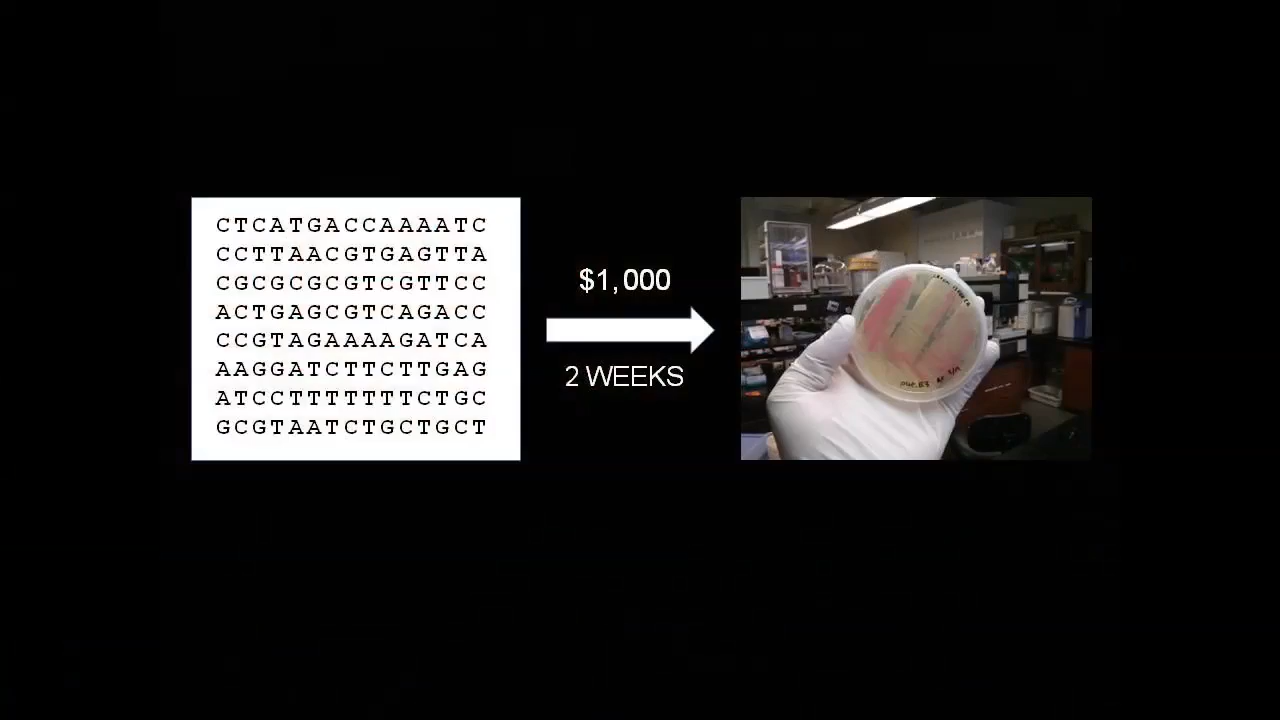 CTCATGACCAAAATC
CCTTAACGTGAGTTA
CGCGCGCGTCGTTCC
ACTGAGCGTCAGACC
CCGTAGAAAAGATCA
AAGGATCTTCTTGAG
ATCCTTTTTTTCTGC
GCGTAATCTGCTGCT
$1,000
2 WEEKS